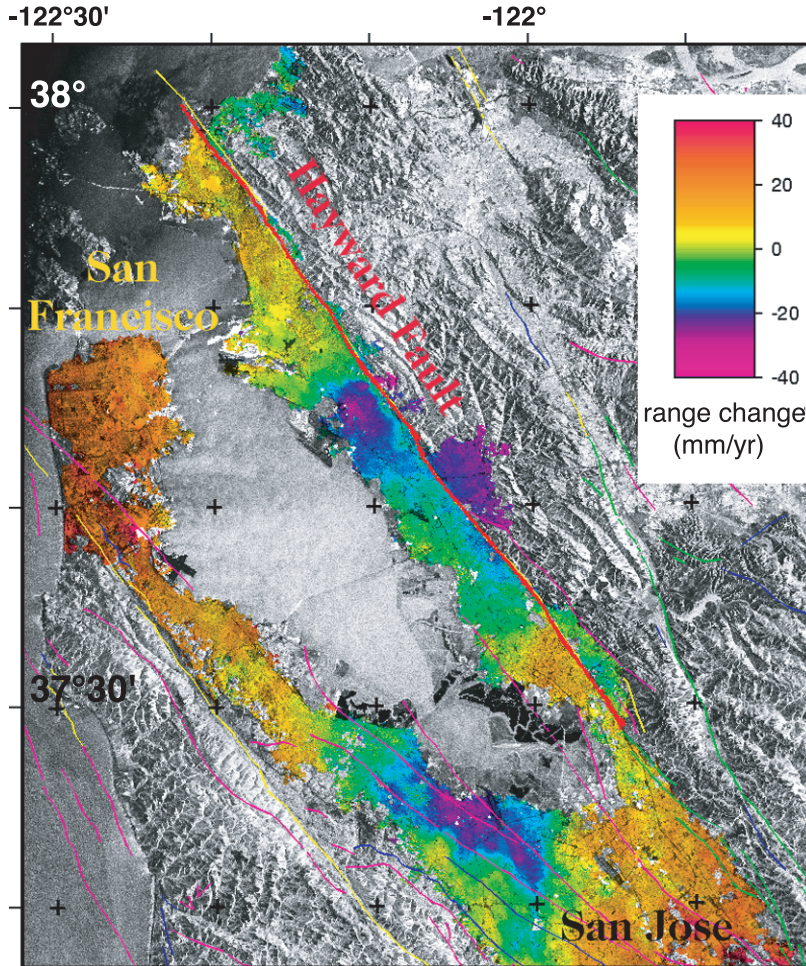 -122°30'
-122°
38°
Hayward Fault
San
Francisco
40
20
0
-20
-40
range change
(mm/yr)
37°30'
San Jose